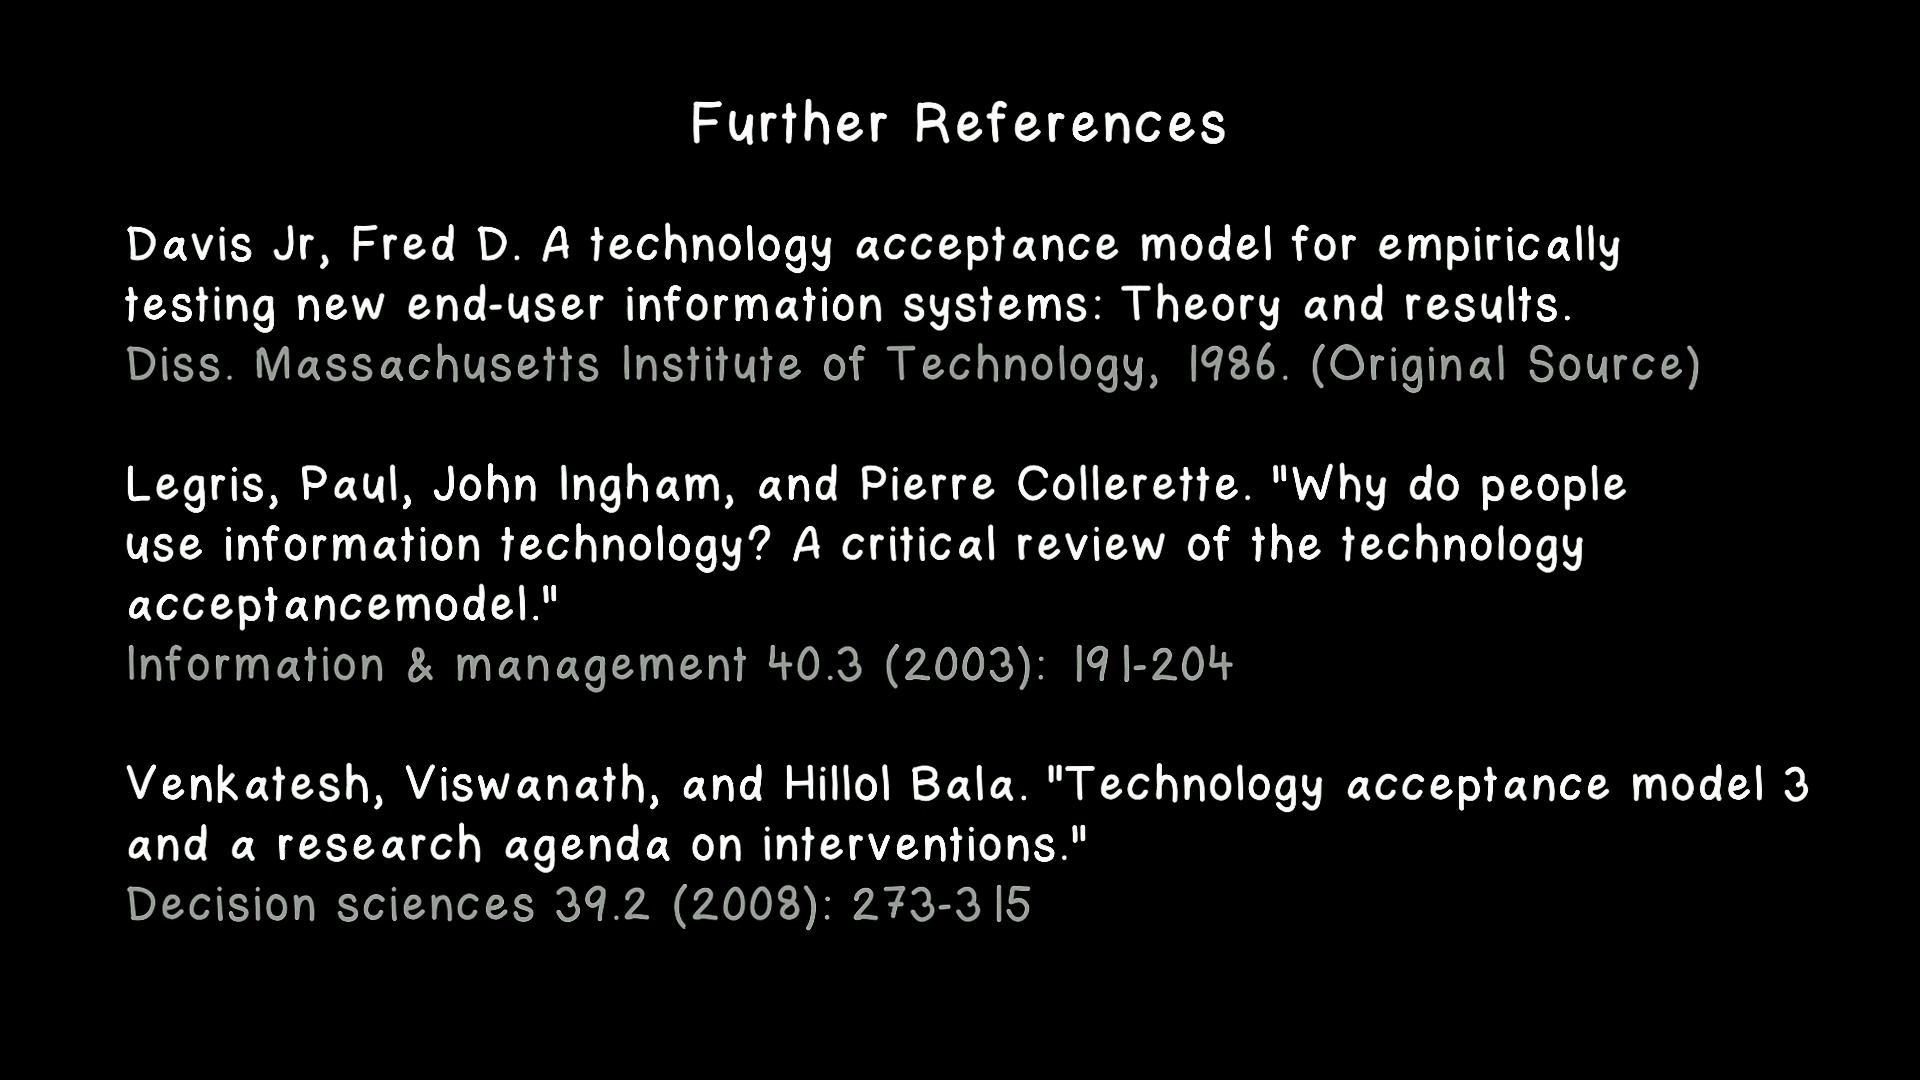 Further References
Davis Jr, Fred D. A technology acceptance model for empirically
testing new end-user information systems: Theory and results.
Diss. Massachusetts Institute of Technology, 1986. (Original Source)
Legris, Paul, John Ingham, and Pierre Collerette. "Why do people
use information technology? A critical review of the technology
acceptancemodel."
Information & management 40.3 (2003): 191-204
Venkatesh, Viswanath, and Hillol Bala. "Technology acceptance model 3
and a research agenda on interventions."
Decision sciences 39.2 (2008): 273-315